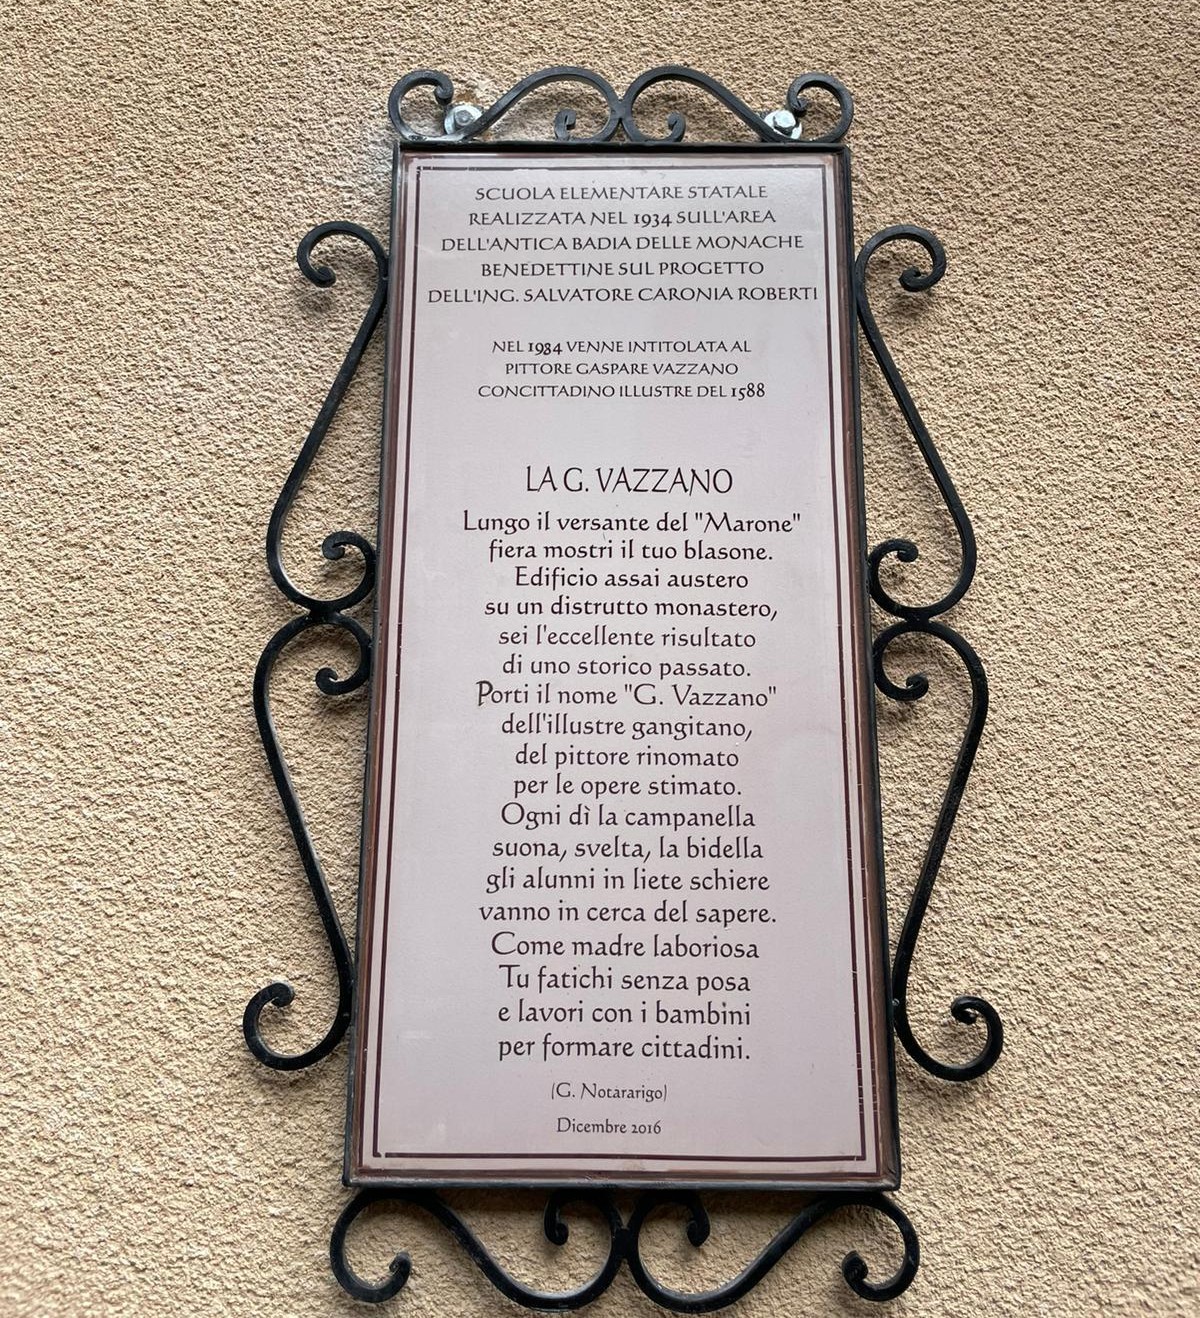 SCUOLA ELEMENTARE STATALE
REALIZZATA NEL 1934 SULL'AREA
DELL'ANTICA BADIA DELLE MONACHE
BENEDETTINE SUL PROGETTO
DELL'ING. SALVATORE CARONIA ROBERTI
NEL 1984 VENNE INTITOLATA AL
PITTORE GASPARE VAZZANO
CONCITTADINO ILLUSTRE DEL 1588
LA G. VAZZANO
Lungo il versante del "Marone"
fiera mostri il tuo blasone.
Edificio assai austero
su un distrutto monastero,
sei l'eccellente risultato
di uno storico passato.
Porti il nome "G. Vazzano"
dell'illustre gangitano,
del pittore rinomato
per le opere stimato.
Ogni dì la campanella
suona, svelta, la bidella
gli alunni in liete schiere
vanno in cerca del sapere.
Come madre laboriosa
Tu fatichi senza posa
e lavori con i bambini
per formare cittadini.
(G. Notararigo)
Dicembre 2016